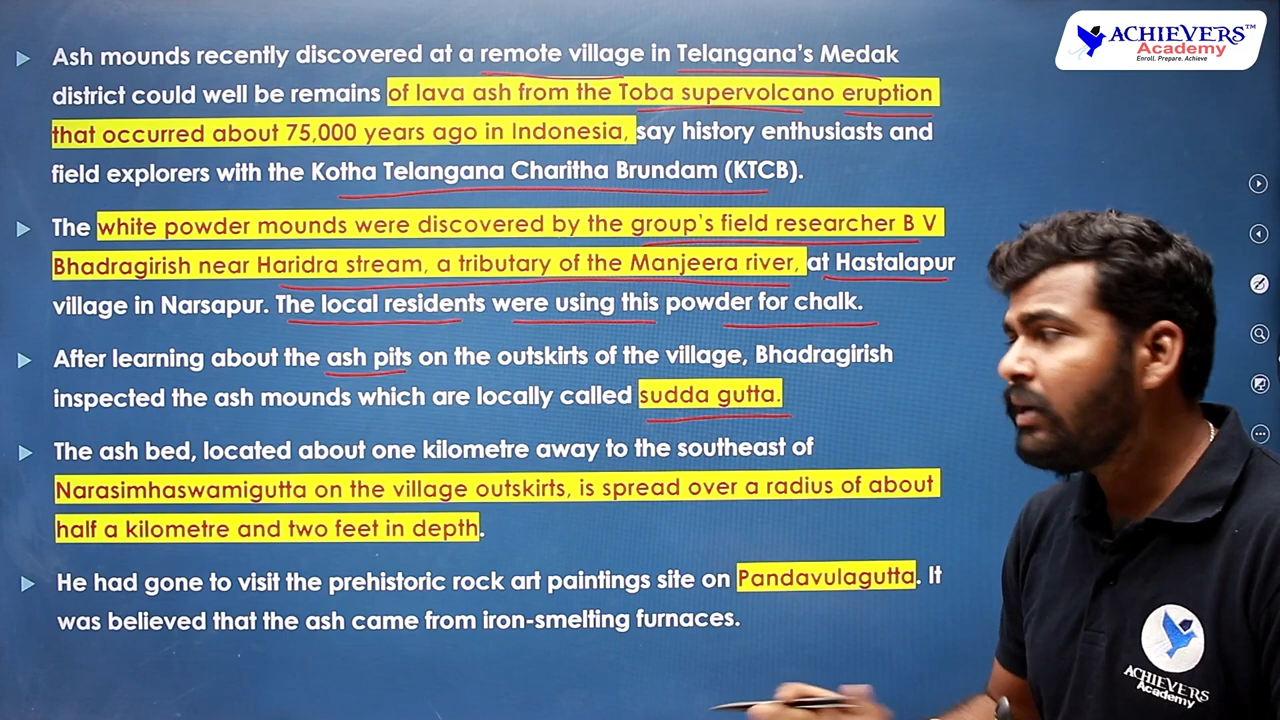 ACHIEVERS™
Academy
Enroll. Prepare. Achieve
Ash mounds recently discovered at a remote village in Telangana's Medak
district could well be remains of lava ash from the Toba supervolcano eruption
that occurred about 75,000 years ago in Indonesia, say history enthusiasts and
field explorers with the Kotha Telangana Charitha Brundam (KTCB).
The white powder mounds were discovered by the group's field researcher B V
Bhadragirish near Haridra stream, a tributary of the Manjeera river, at Hastalapur
village in Narsapur. The local residents were using this powder for chalk.
After learning about the ash pits on the outskirts of the village, Bhadragirish
inspected the ash mounds which are locally called sudda gutta.
The ash bed, located about one kilometre away to the southeast of
Narasimhaswamigutta on the village outskirts, is spread over a radius of about
half a kilometre and two feet in depth.
He had gone to visit the prehistoric rock art paintings site on Pandavulagutta. It
was believed that the ash came from iron-smelting furnaces.
ACHIEVERS
Academy